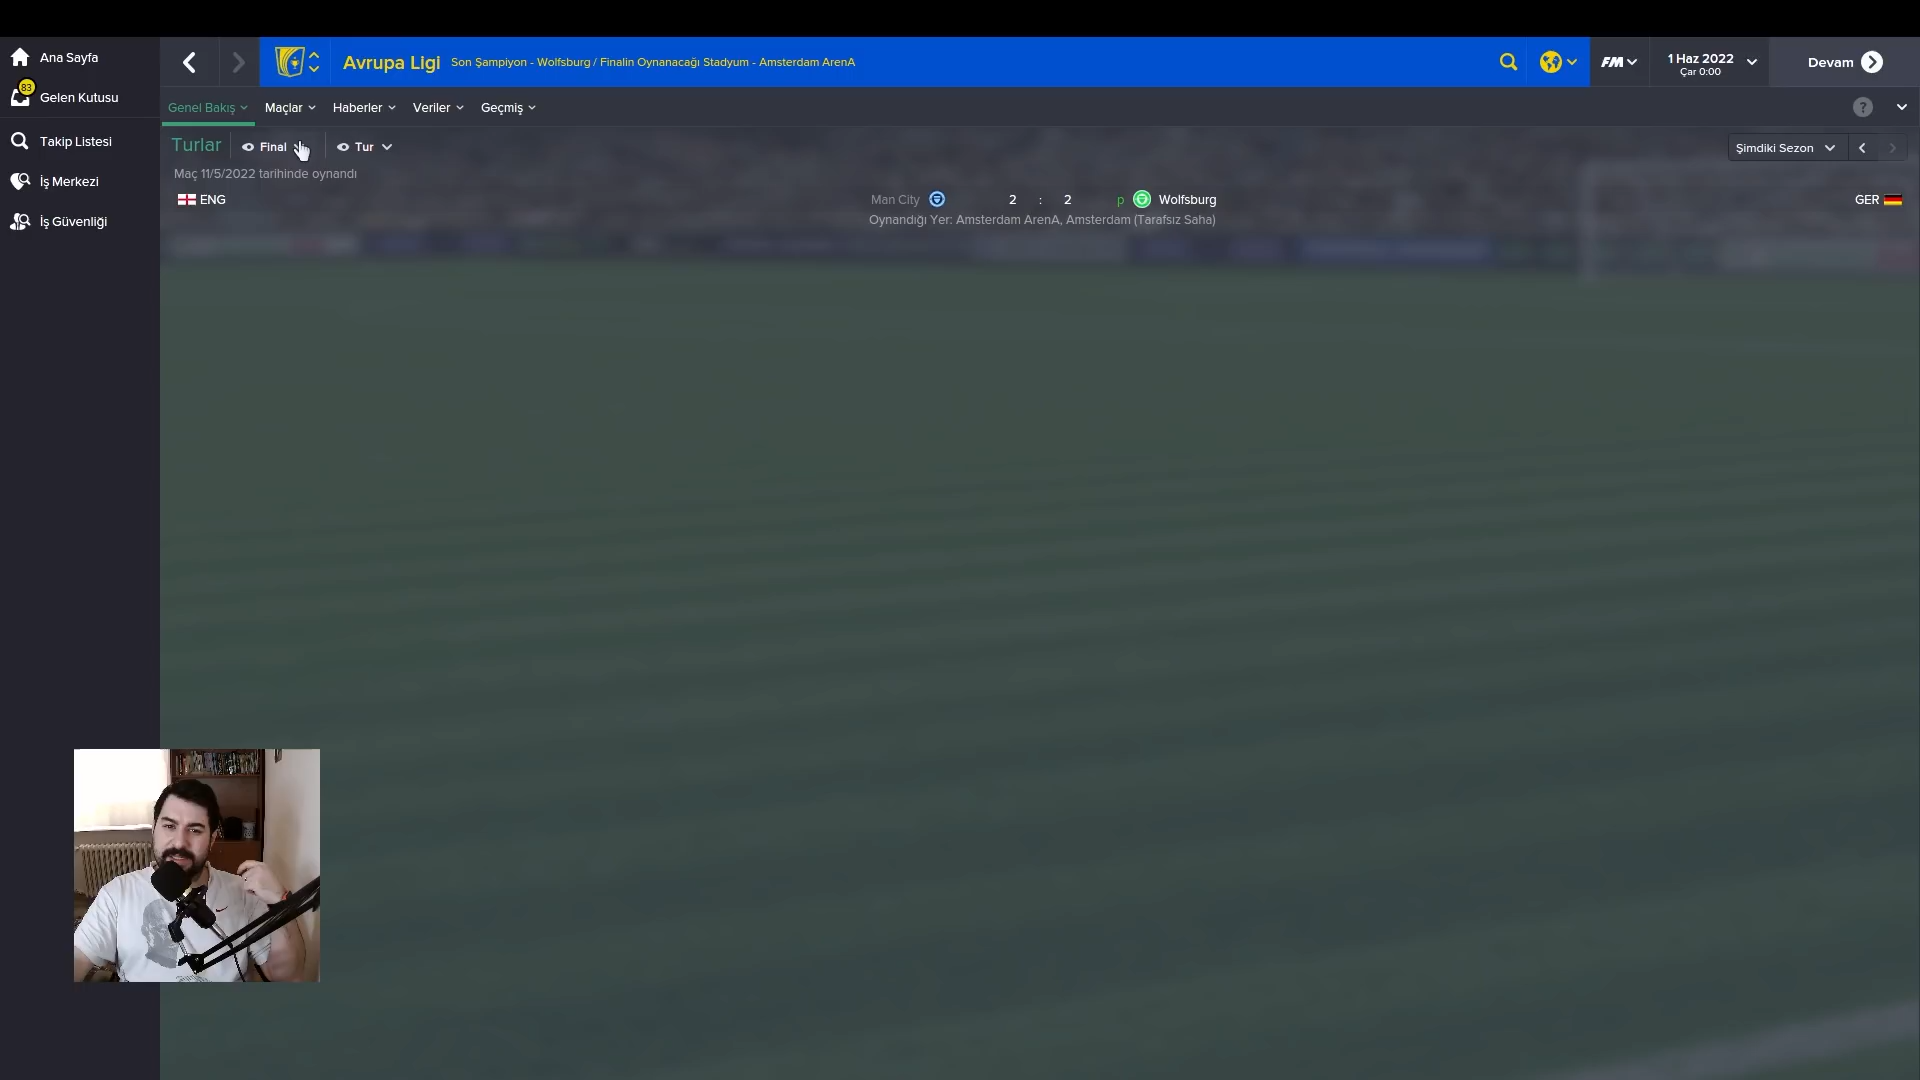 Ana Sayfa
83
Gelen Kutusu
Takip Listesi
İş Merkezi
İş Güvenliği
Avrupa Ligi
Son Şampiyon - Wolfsburg / Finalin Oynanacağı Stadyum - Amsterdam ArenA
FM
1 Haz 2022
Çar 0:00
Devam
Genel Bakış
Maçlar
Haberler
Veriler
Geçmiş
?
Turlar
Final
Tur
Şimdiki Sezon
Maç 11/5/2022 tarihinde oynandı
ENG Man City 2 : 2 p Wolfsburg GER
Oynandığı Yer: Amsterdam ArenA, Amsterdam (Tarafsız Saha)